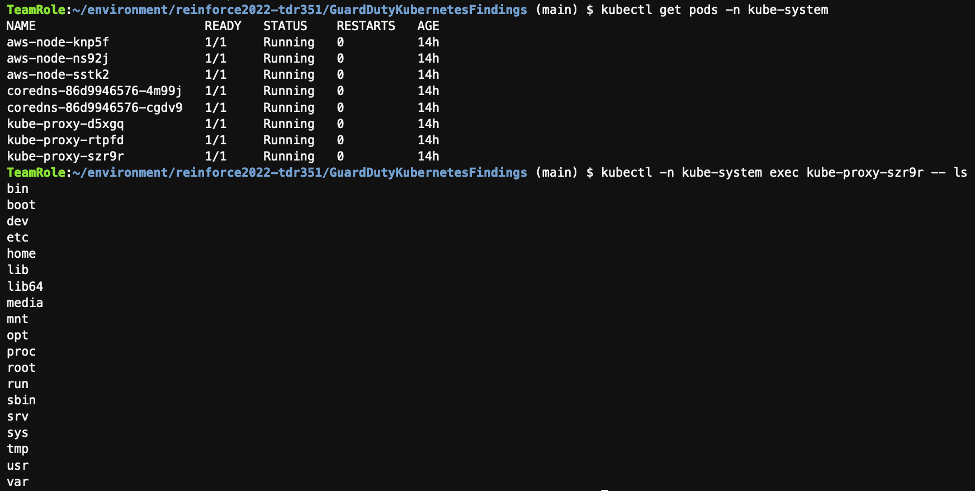 TeamRole:~/environment/reinforce2022-tdr351/GuardDutyKubernetesFindings (main) $ kubectl get pods -n kube-system
NAME READY STATUS RESTARTS AGE
aws-node-knp5f 1/1 Running 0 14h
aws-node-ns92j 1/1 Running 0 14h
aws-node-sstk2 1/1 Running 0 14h
coredns-86d9946576-4m99j 1/1 Running 0 14h
coredns-86d9946576-cgdv9 1/1 Running 0 14h
kube-proxy-d5xgq 1/1 Running 0 14h
kube-proxy-rtpfd 1/1 Running 0 14h
kube-proxy-szr9r 1/1 Running 0 14h
TeamRole:~/environment/reinforce2022-tdr351/GuardDutyKubernetesFindings (main) $ kubectl -n kube-system exec kube-proxy-szr9r -- ls
bin
boot
dev
etc
home
lib
lib64
media
mnt
opt
proc
root
run
sbin
srv
sys
tmp
usr
var